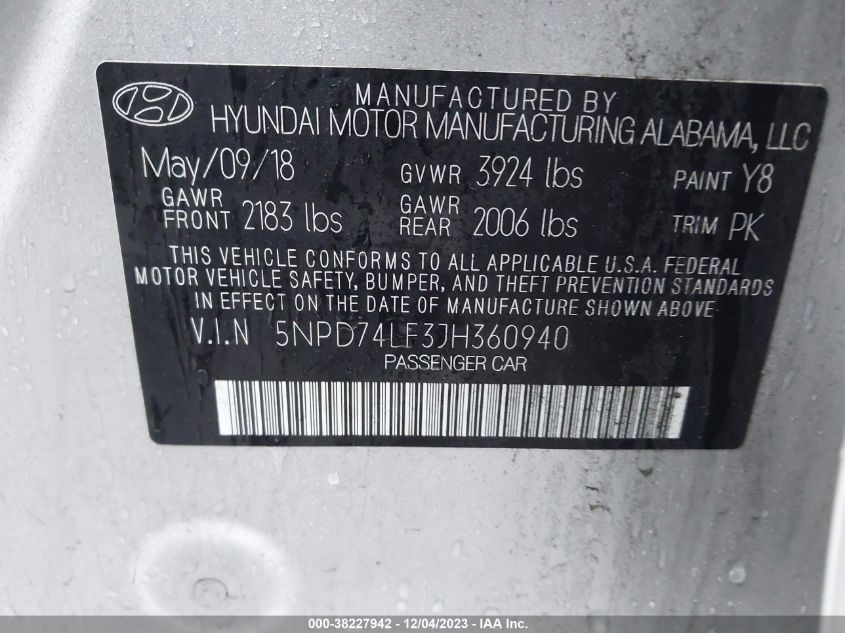 MANUFACTURED BY
HYUNDAI MOTOR MANUFACTURING ALABAMA, LLC
May/09/18 GVWR 3924 lbs PAINT Y8
GAWR FRONT 2183 lbs GAWR REAR 2006 lbs TRIM PK
THIS VEHICLE CONFORMS TO ALL APPLICABLE U.S.A. FEDERAL
MOTOR VEHICLE SAFETY, BUMPER, AND THEFT PREVENTION STANDARDS
IN EFFECT ON THE DATE OF MANUFACTURE SHOWN ABOVE.
V.I.N 5NPD74LF3JH360940
PASSENGER CAR
000-38227942 - 12/04/2023 - IAA Inc.